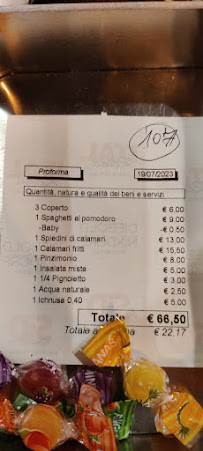 107
Proforma 19/07/2023
Quantità, natura e qualità dei beni e servizi
3 Coperto € 6,00
1 Spaghetti al pomodoro € 9,00
-Baby -€ 0,50
1 Spiedini di calamari € 13,00
1 Calamari fritti € 15,50
1 Pinzimonio € 8,00
1 Insalata mista € 5,00
1 1/4 Pignoletto € 3,00
1 Acqua naturale € 2,50
1 Ichnusa 0.40 € 5,00
Totale € 66,50
Totale a € 22,17